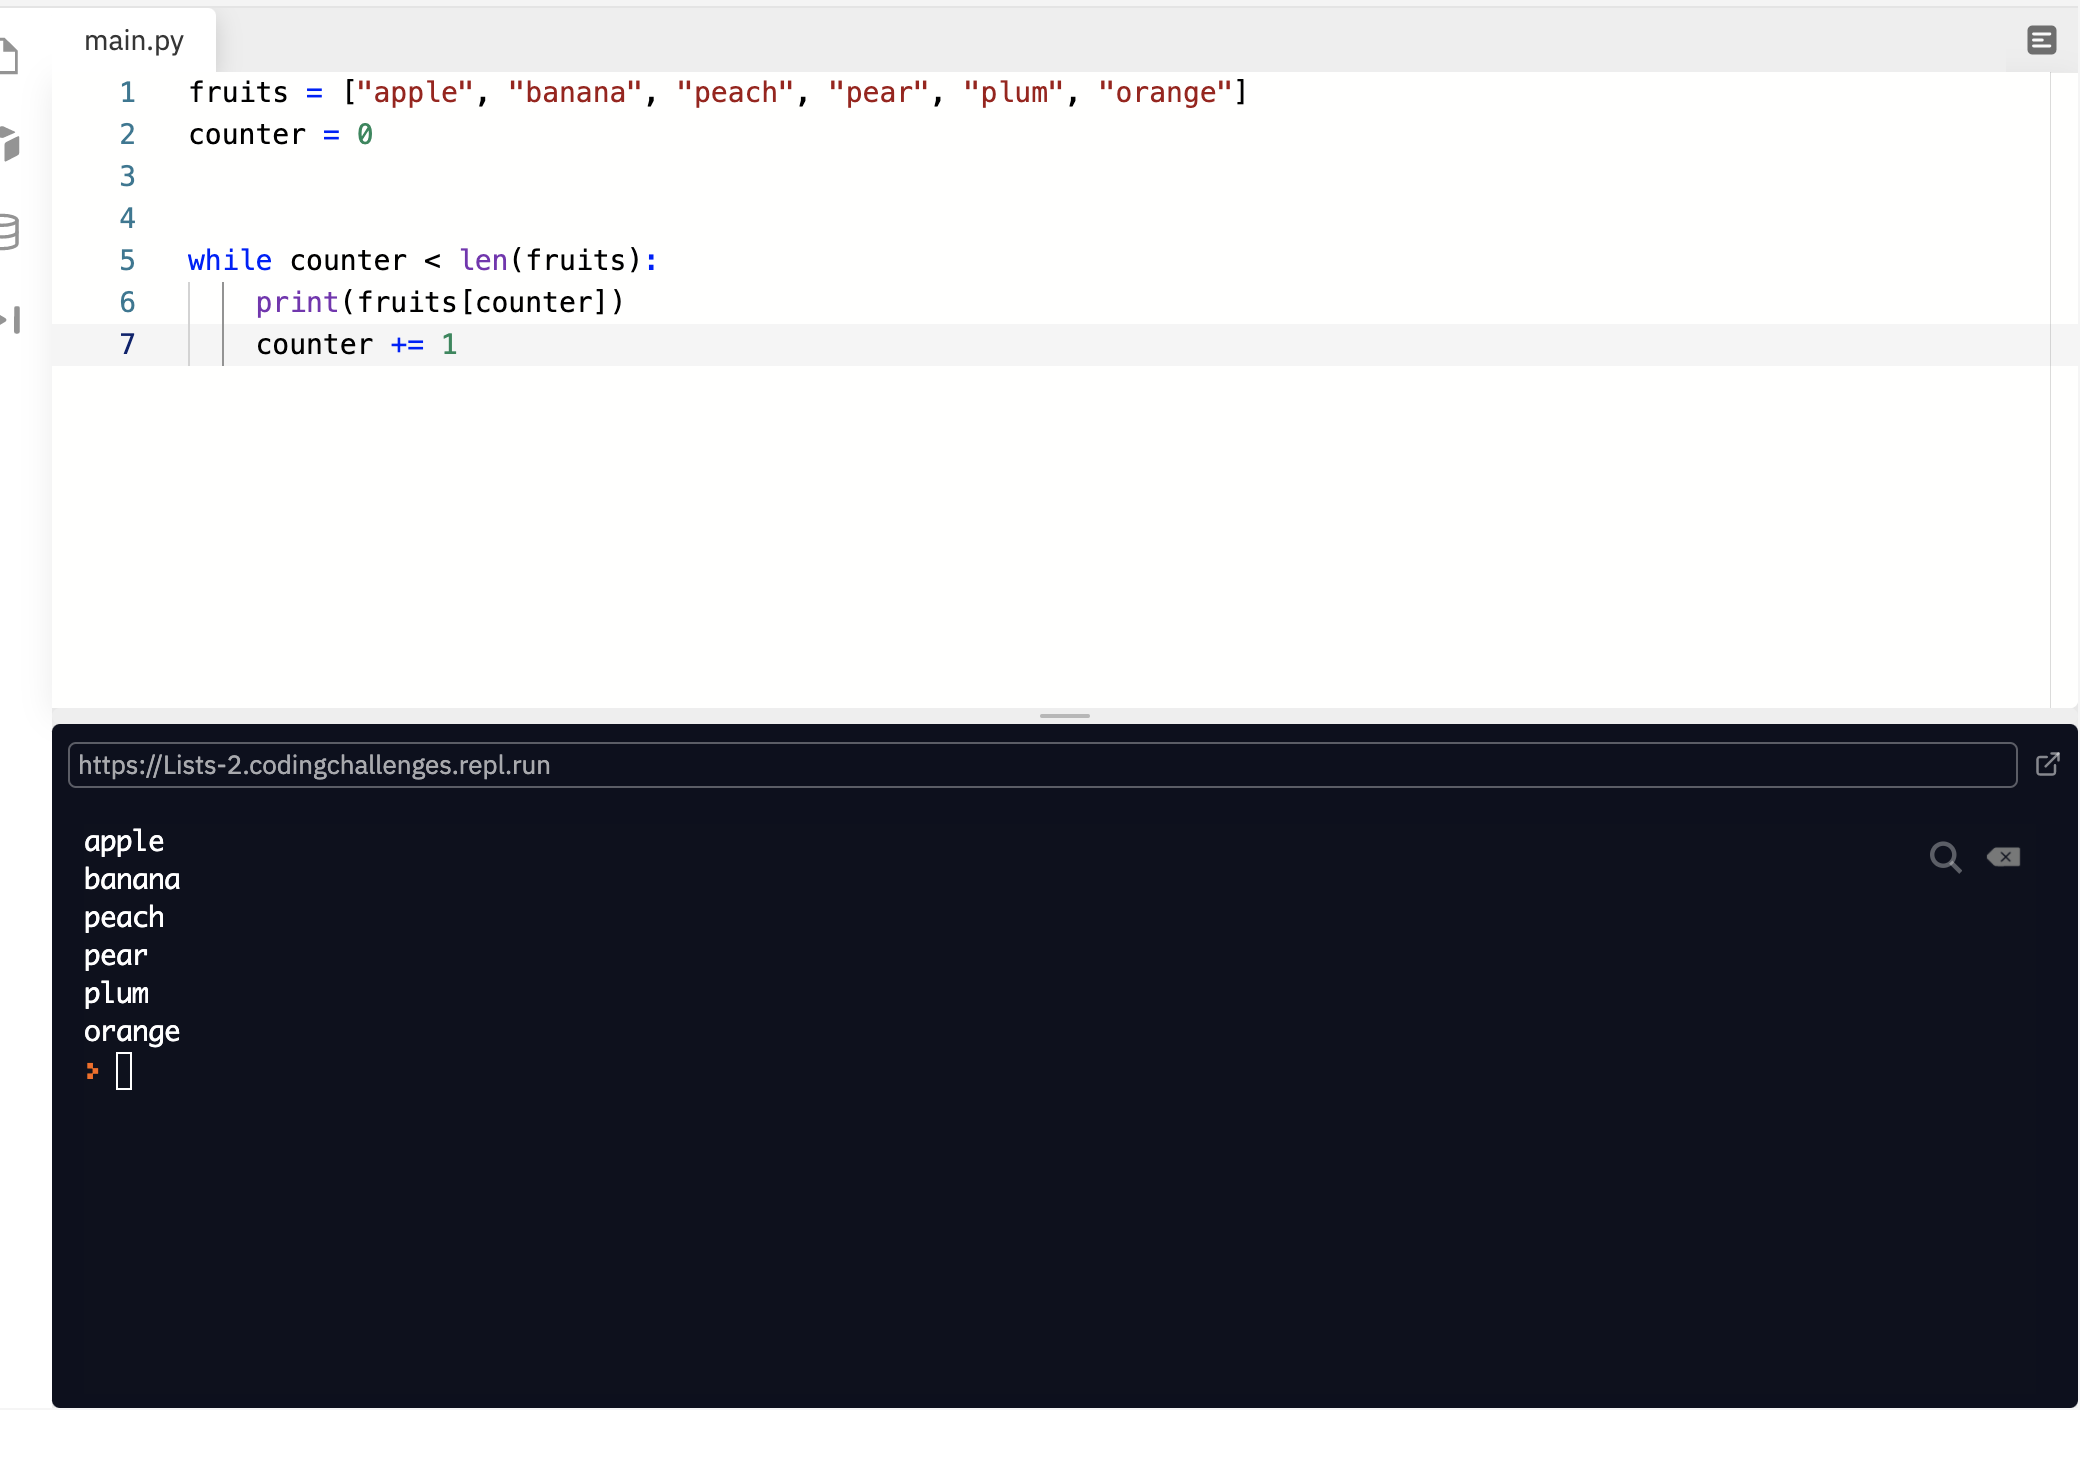 main.py
1 fruits = ["apple", "banana", "peach", "pear", "plum", "orange"]
2 counter = 0
3
4
5 while counter < len(fruits):
6     print(fruits[counter])
7     counter += 1
https://Lists-2.codingchallenges.repl.run
apple
banana
peach
pear
plum
orange